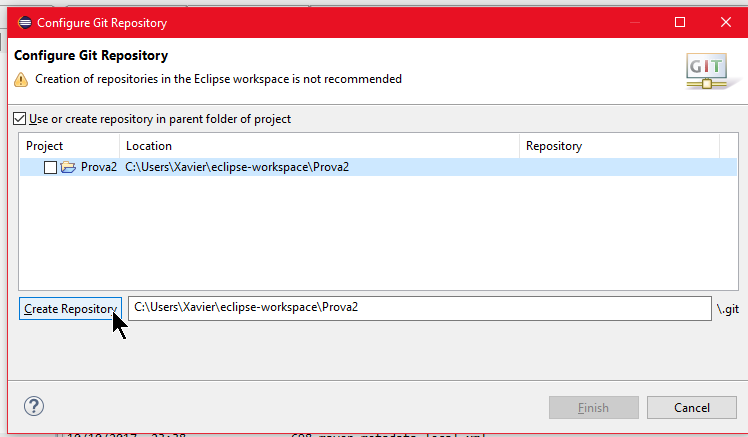 Configure Git Repository
Configure Git Repository
Creation of repositories in the Eclipse workspace is not recommended
GIT
Use or create repository in parent folder of project
Project Location Repository
Prova2 C:\Users\Xavier\eclipse-workspace\Prova2
Create Repository C:\Users\Xavier\eclipse-workspace\Prova2 \.git
? Finish Cancel